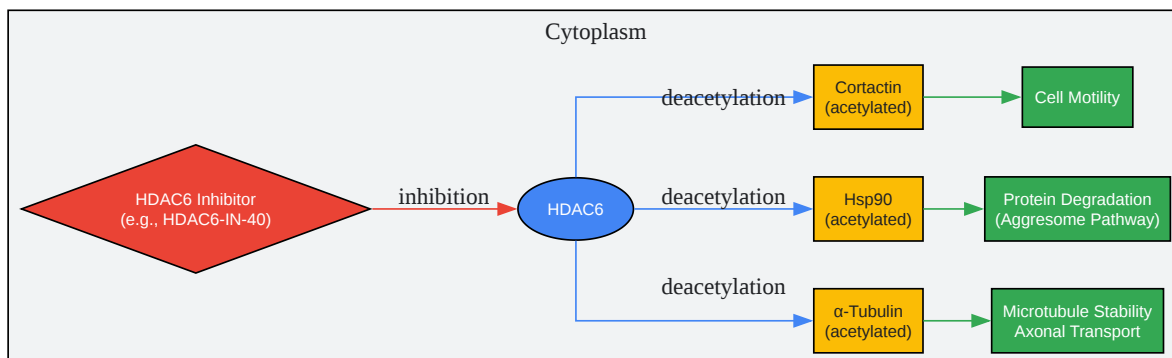 Cytoplasm
deacetylation
Cortactin
(acetylated)
Cell Motility
HDAC6 Inhibitor
(e.g., HDAC6-IN-40)
inhibition
HDAC6
deacetylation
Hsp90
(acetylated)
Protein Degradation
(Aggresome Pathway)
deacetylation
α-Tubulin
(acetylated)
Microtubule Stability
Axonal Transport